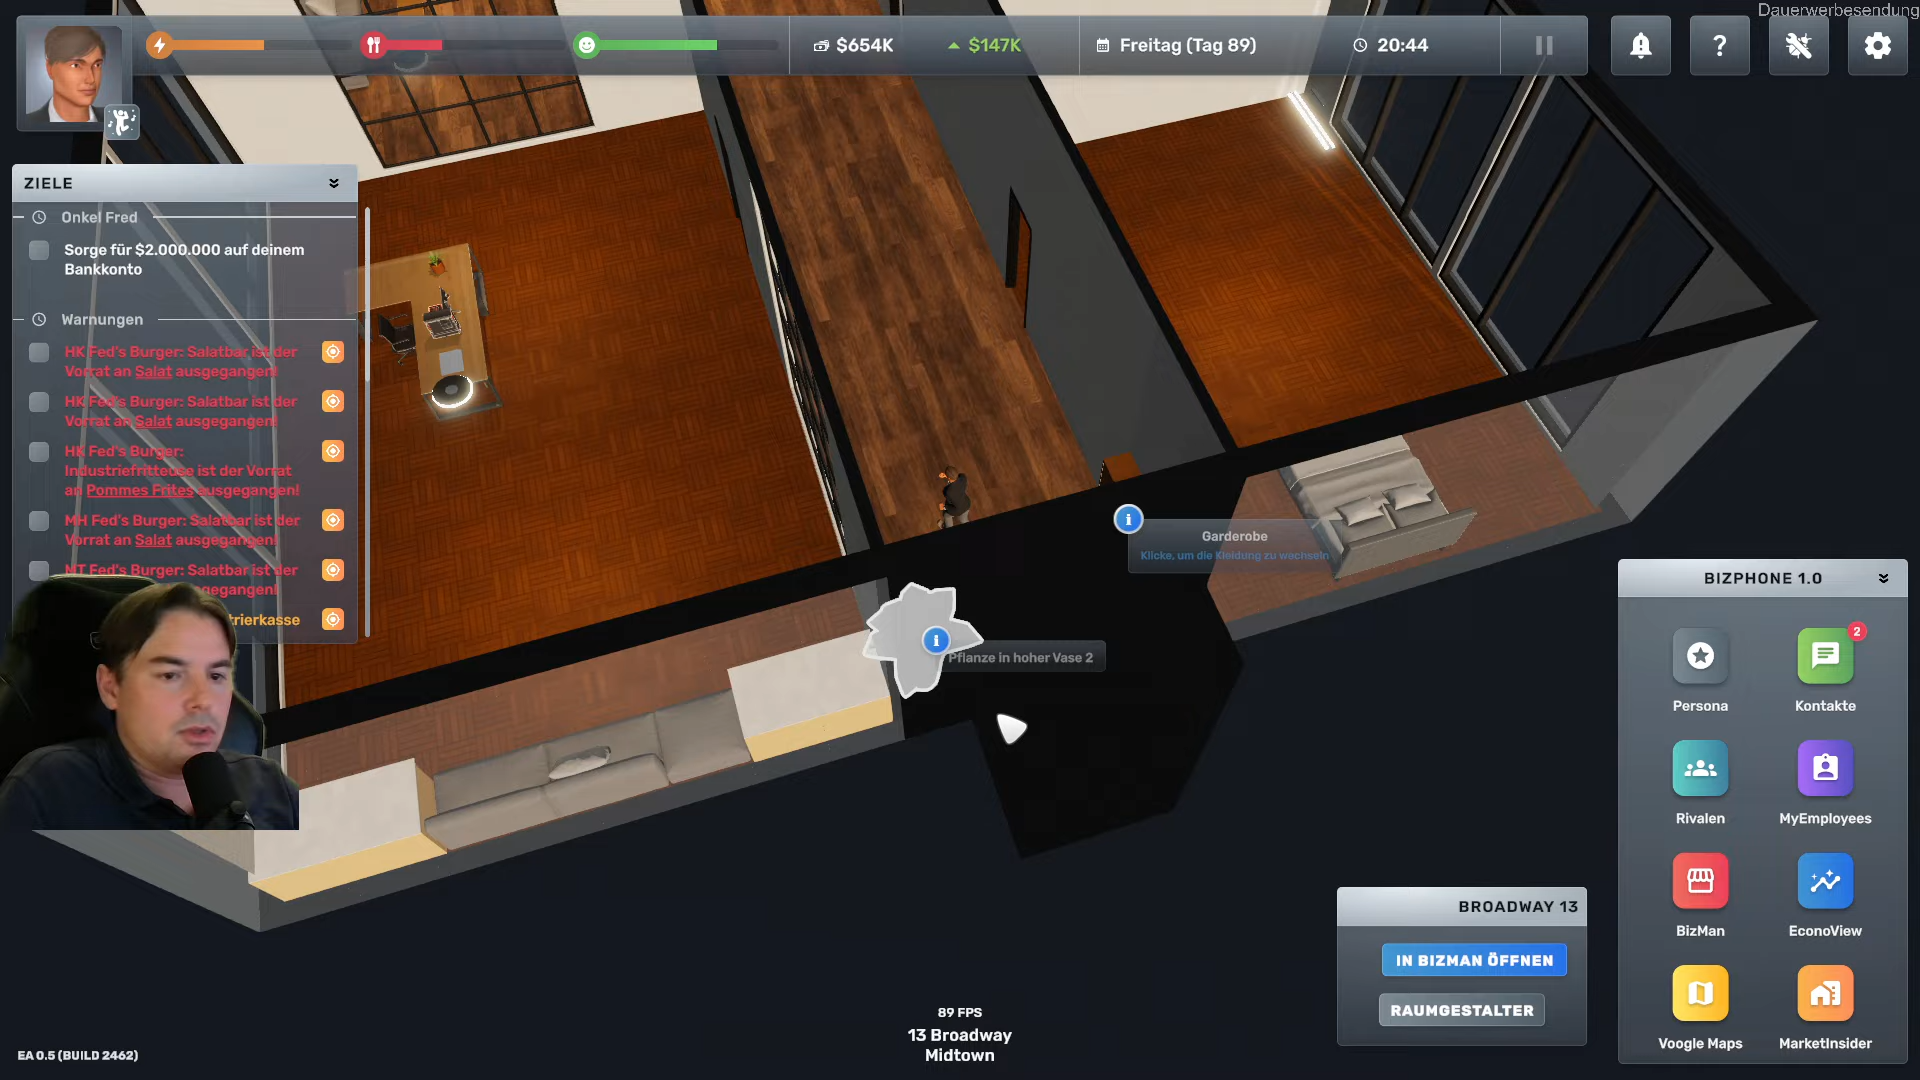 Dauerwerbesendung
$654K
$147K
Freitag (Tag 89)
20:44
?
ZIELE
Onkel Fred
Sorge für $2.000.000 auf deinem
Bankkonto
Warnungen
HK Fed's Burger: Salatbar ist der
Vorrat an Salat ausgegangen!
HK Fed's Burger: Salatbar ist der
Vorrat an Salat ausgegangen!
HK Fed's Burger:
Industriefritteuse ist der Vorrat
an Pommes Frites ausgegangen!
MH Fed's Burger: Salatbar ist der
Vorrat an Salat ausgegangen!
MT Fed's Burger: Salatbar ist der
gegangen!
trierkasse
Garderobe
Klicke, um die Kleidung zu wechseln
Pflanze in hoher Vase 2
BIZPHONE 1.0
2
Persona
Kontakte
Rivalen
MyEmployees
BizMan
EconoView
Voogle Maps
MarketInsider
BROADWAY 13
IN BIZMAN ÖFFNEN
RAUMGESTALTER
89 FPS
13 Broadway
Midtown
EA 0.5 (BUILD 2462)